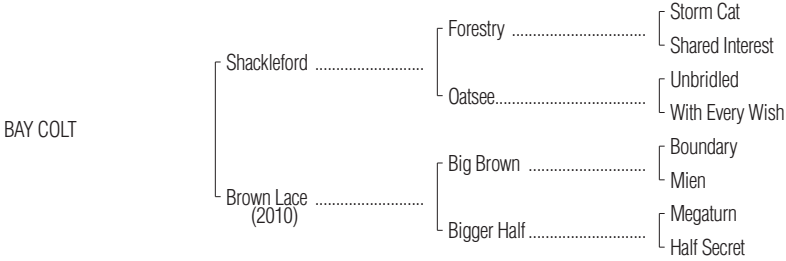 Storm Cat
Forestry ..............................
Shared Interest
Shackleford ........................
Unbridled
Oatsee..................................
With Every Wish
BAY COLT
Boundary
Big Brown ..........................
Mien
Brown Lace ........................
(2010)
Megaturn
Bigger Half..........................
Half Secret